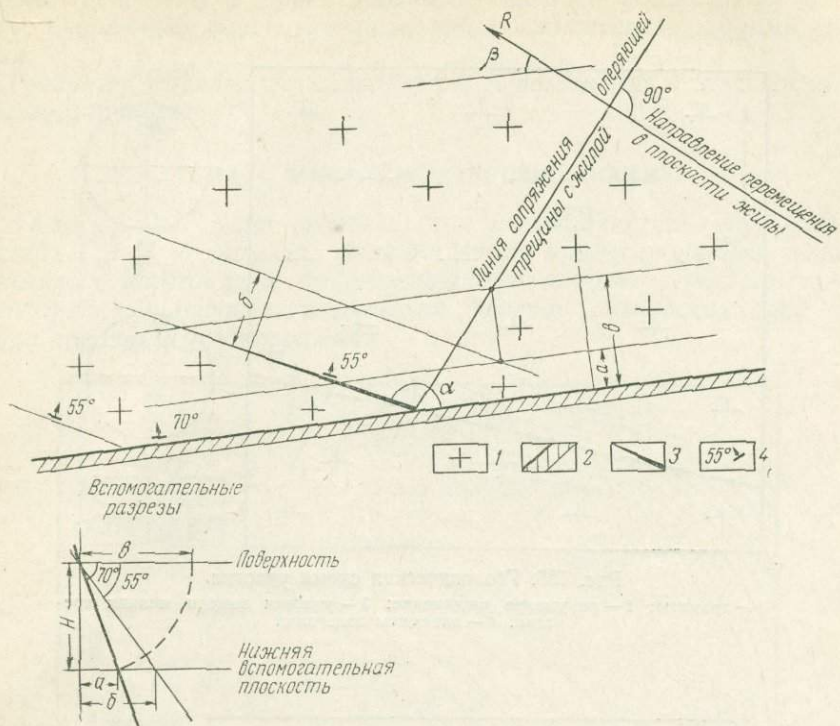 R
β
90°
оперяющей
Линия сопряжения
трещины с жилой
Направление перемещения
в плоскости жилы
б
55°
α
в
а
55°
70°
1
2
3
55°
4
Вспомогательные
разрезы
в
Поверхность
70°
55°
H
Нижняя
вспомогательная
плоскость
а
б